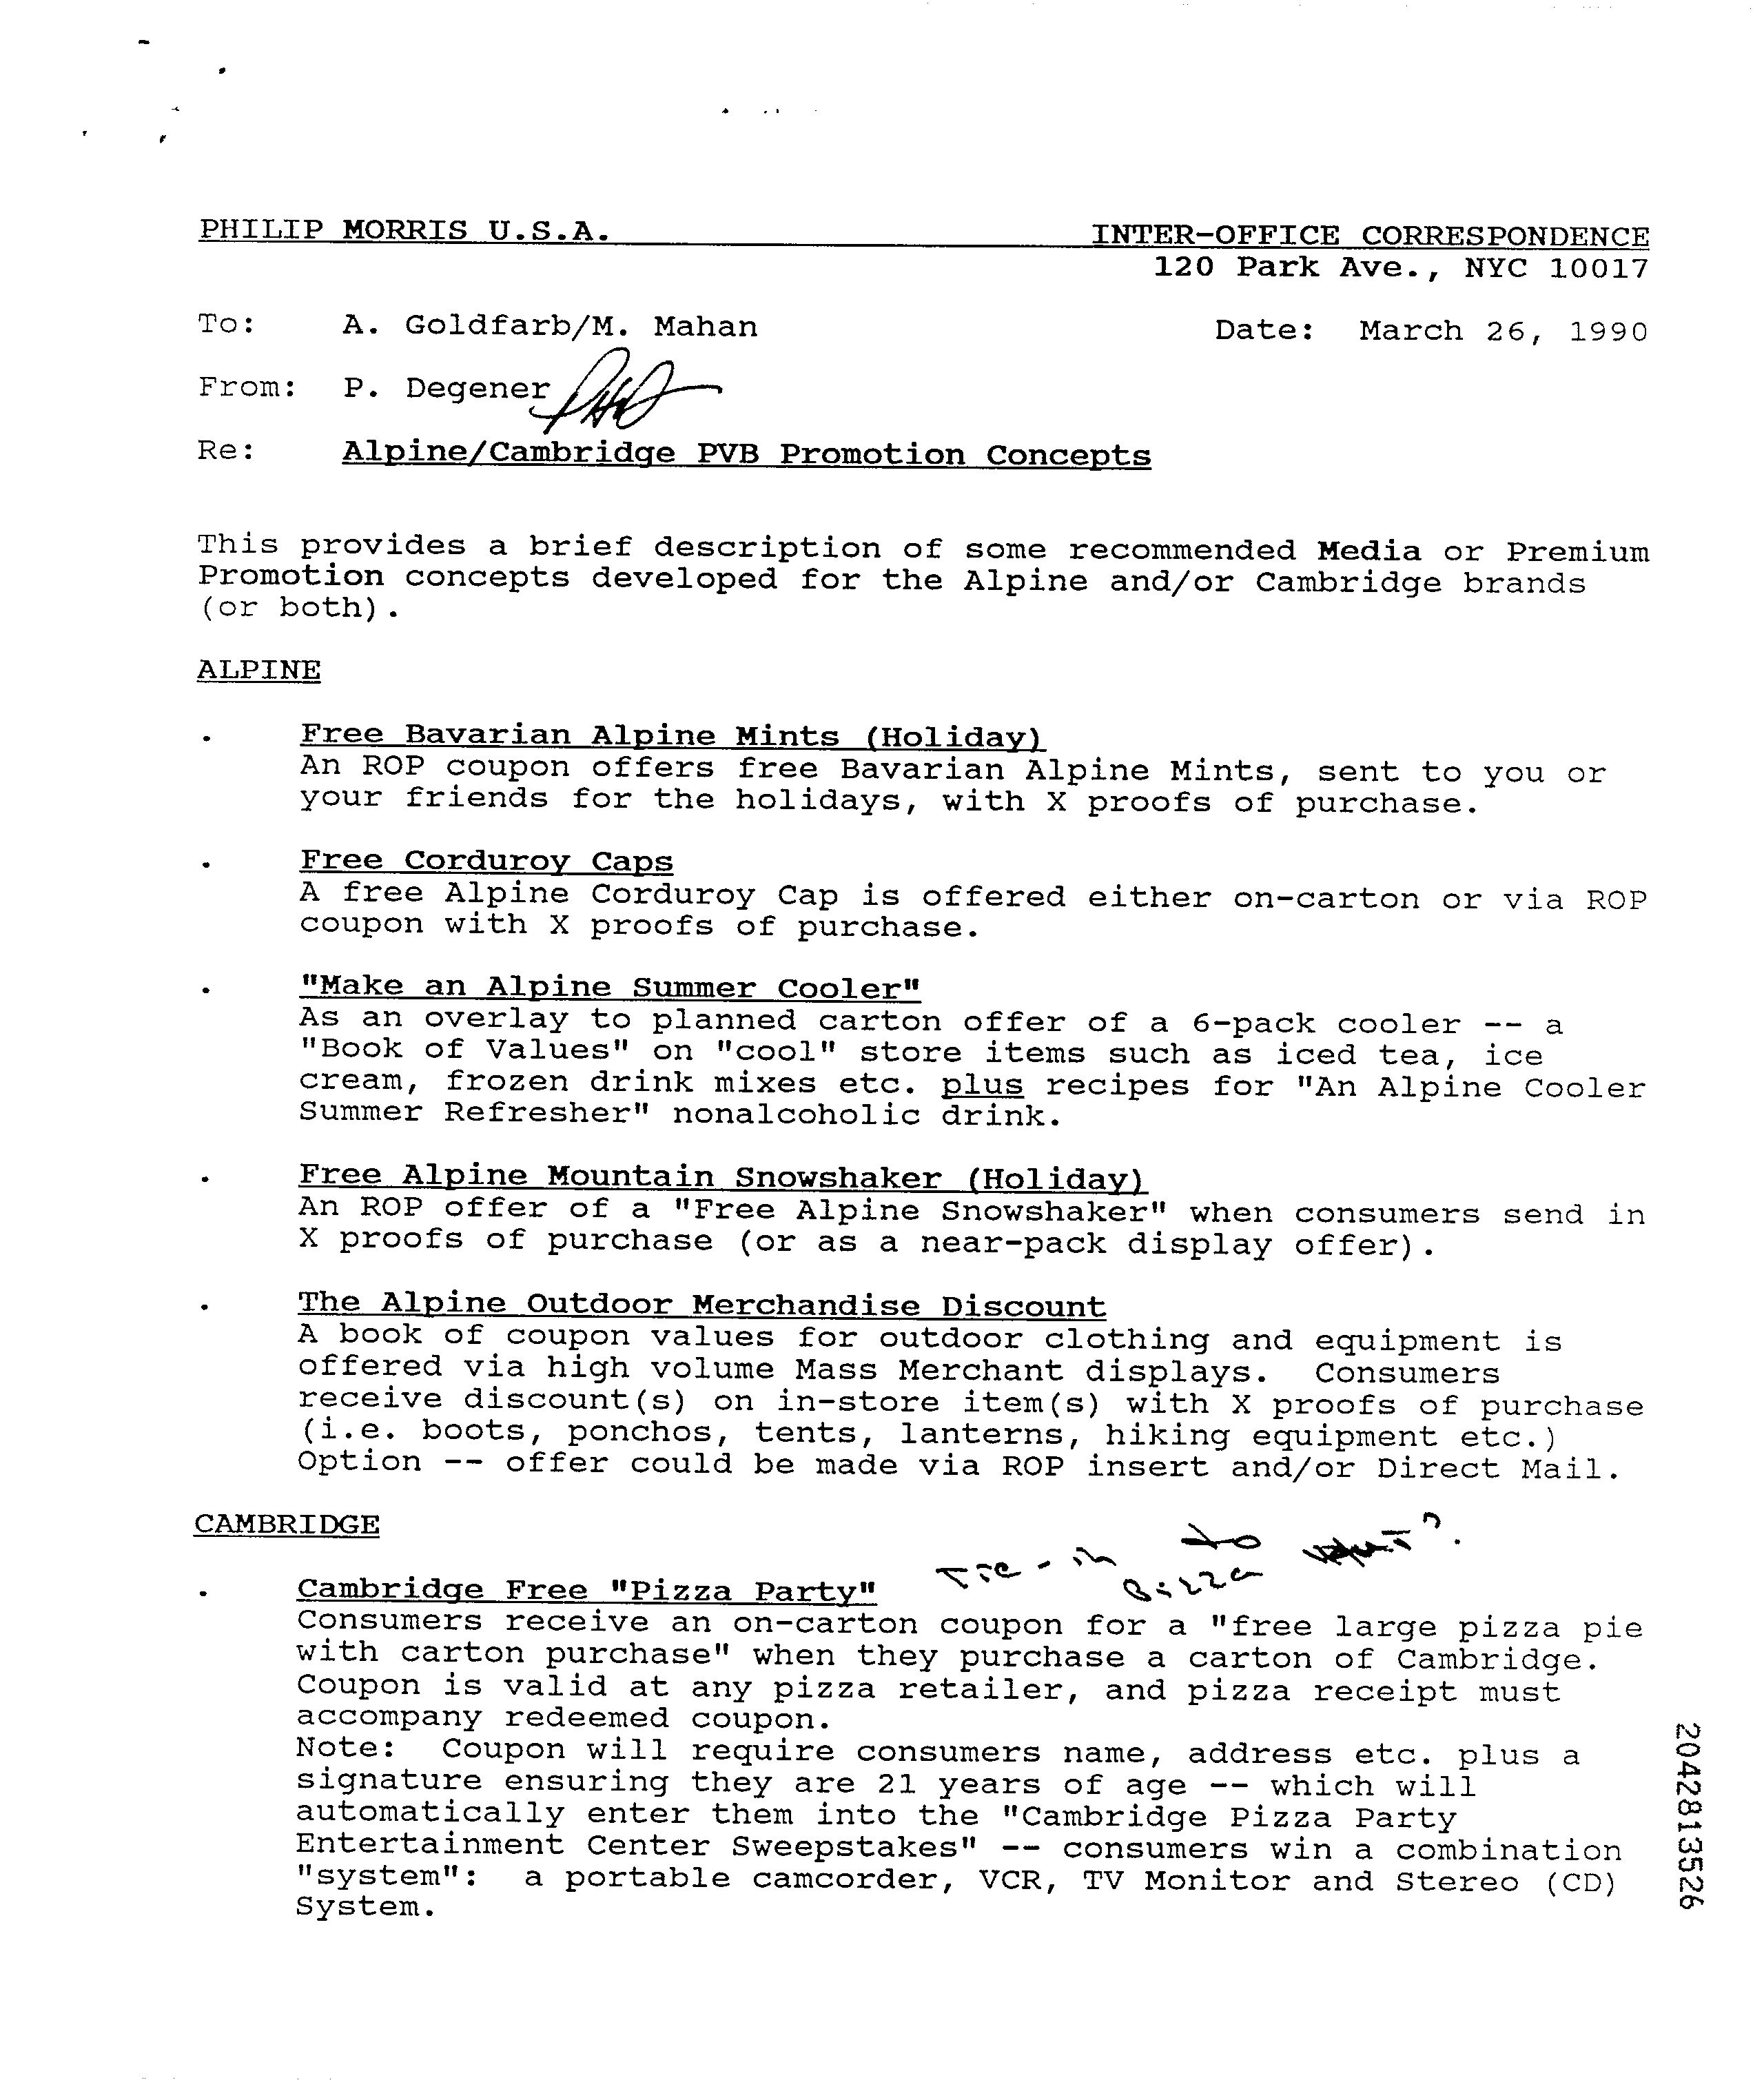 PHILIP MORRIS U.S.A. INTER-OFFICE CORRESPONDENCE
120 Park Ave., NYC 10017
To: A. Goldfarb/M. Mahan Date: March 26, 1990
From: P. Degener
Re: Alpine/Cambridge PVB Promotion Concepts
This provides a brief description of some recommended Media or Premium
Promotion concepts developed for the Alpine and/or Cambridge brands
(or both).
ALPINE
. Free Bavarian Alpine Mints (Holiday)
An ROP coupon offers free Bavarian Alpine Mints, sent to you or
your friends for the holidays, with X proofs of purchase.
. Free Corduroy Caps
A free Alpine Corduroy Cap is offered either on-carton or via ROP
coupon with X proofs of purchase.
. "Make an Alpine Summer Cooler"
As an overlay to planned carton offer of a 6-pack cooler -- a
"Book of Values" on "cool" store items such as iced tea, ice
cream, frozen drink mixes etc. plus recipes for "An Alpine Cooler
Summer Refresher" nonalcoholic drink.
. Free Alpine Mountain Snowshaker (Holiday)
An ROP offer of a "Free Alpine Snowshaker" when consumers send in
X proofs of purchase (or as a near-pack display offer).
. The Alpine Outdoor Merchandise Discount
A book of coupon values for outdoor clothing and equipment is
offered via high volume Mass Merchant displays. Consumers
receive discount(s) on in-store item(s) with X proofs of purchase
(i.e. boots, ponchos, tents, lanterns, hiking equipment etc.)
Option -- offer could be made via ROP insert and/or Direct Mail.
CAMBRIDGE
Tie-in to
Pizza
. Cambridge Free "Pizza Party"
Consumers receive an on-carton coupon for a "free large pizza pie
with carton purchase" when they purchase a carton of Cambridge.
Coupon is valid at any pizza retailer, and pizza receipt must
accompany redeemed coupon.
Note: Coupon will require consumers name, address etc. plus a
signature ensuring they are 21 years of age -- which will
automatically enter them into the "Cambridge Pizza Party
Entertainment Center Sweepstakes" -- consumers win a combination
"system": a portable camcorder, VCR, TV Monitor and Stereo (CD)
System.
2042813526